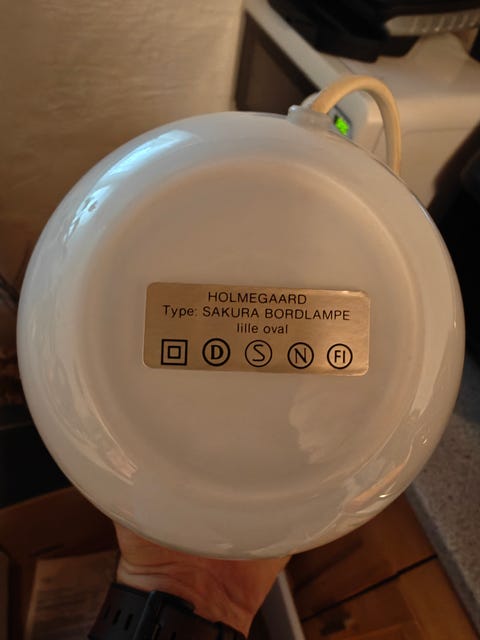 HOLMEGAARD
Type: SAKURA BORDLAMPE
lille oval
D S N FI